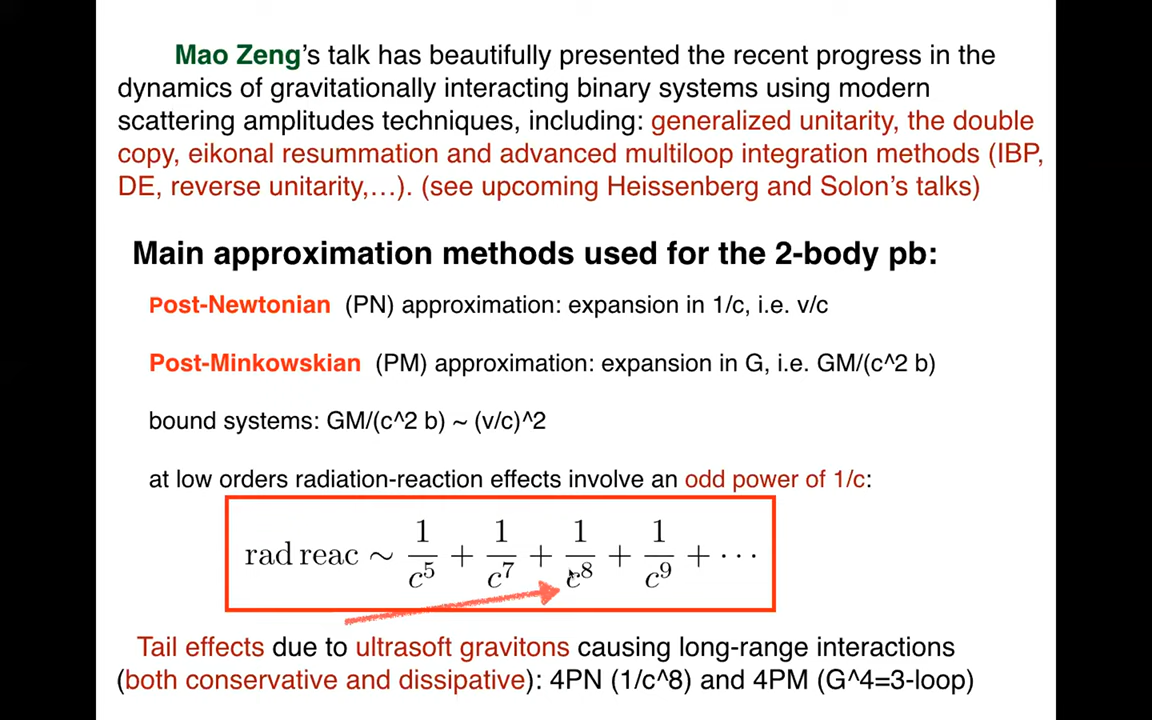 Mao Zeng's talk has beautifully presented the recent progress in the
dynamics of gravitationally interacting binary systems using modern
scattering amplitudes techniques, including: generalized unitarity, the double
copy, eikonal resummation and advanced multiloop integration methods (IBP,
DE, reverse unitarity,…). (see upcoming Heissenberg and Solon's talks)
Main approximation methods used for the 2-body pb:
Post-Newtonian (PN) approximation: expansion in 1/c, i.e. v/c
Post-Minkowskian (PM) approximation: expansion in G, i.e. GM/(c^2 b)
bound systems: GM/(c^2 b) ~ (v/c)^2
at low orders radiation-reaction effects involve an odd power of 1/c:
rad reac ∼ 1/c^5 + 1/c^7 + 1/c^8 + 1/c^9 + ⋯
Tail effects due to ultrasoft gravitons causing long-range interactions
(both conservative and dissipative): 4PN (1/c^8) and 4PM (G^4=3-loop)